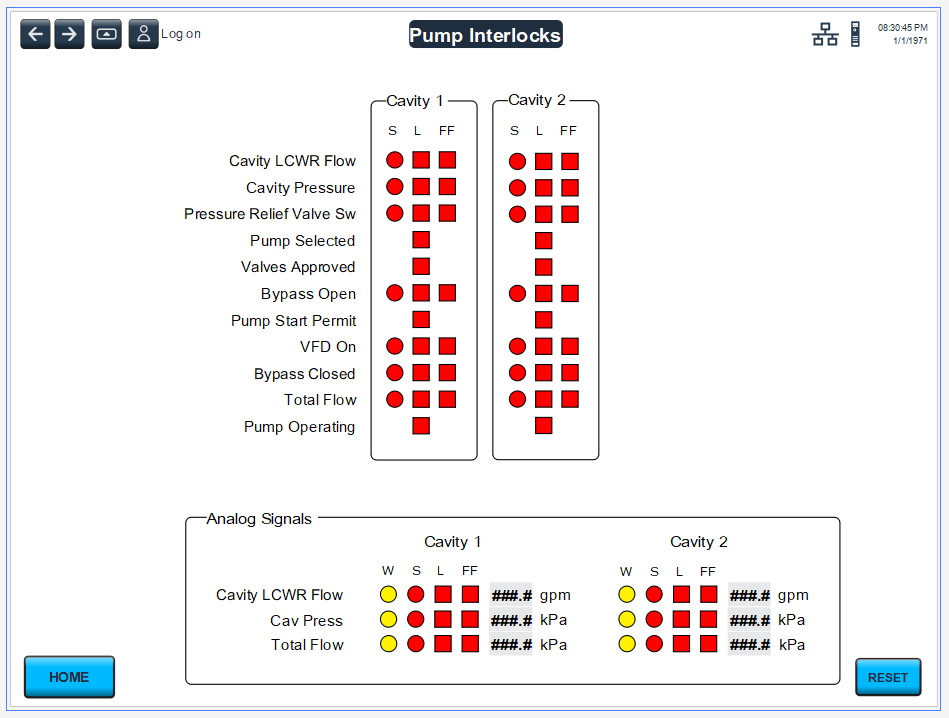 Log on
Pump Interlocks
08:30:45 PM
1/1/1971
Cavity 1
Cavity 2
S L FF
S L FF
Cavity LCWR Flow
Cavity Pressure
Pressure Relief Valve Sw
Pump Selected
Valves Approved
Bypass Open
Pump Start Permit
VFD On
Bypass Closed
Total Flow
Pump Operating
Analog Signals
Cavity 1
Cavity 2
W S L FF
W S L FF
Cavity LCWR Flow ###.# gpm ###.# gpm
Cav Press ###.# kPa ###.# kPa
Total Flow ###.# kPa ###.# kPa
HOME
RESET